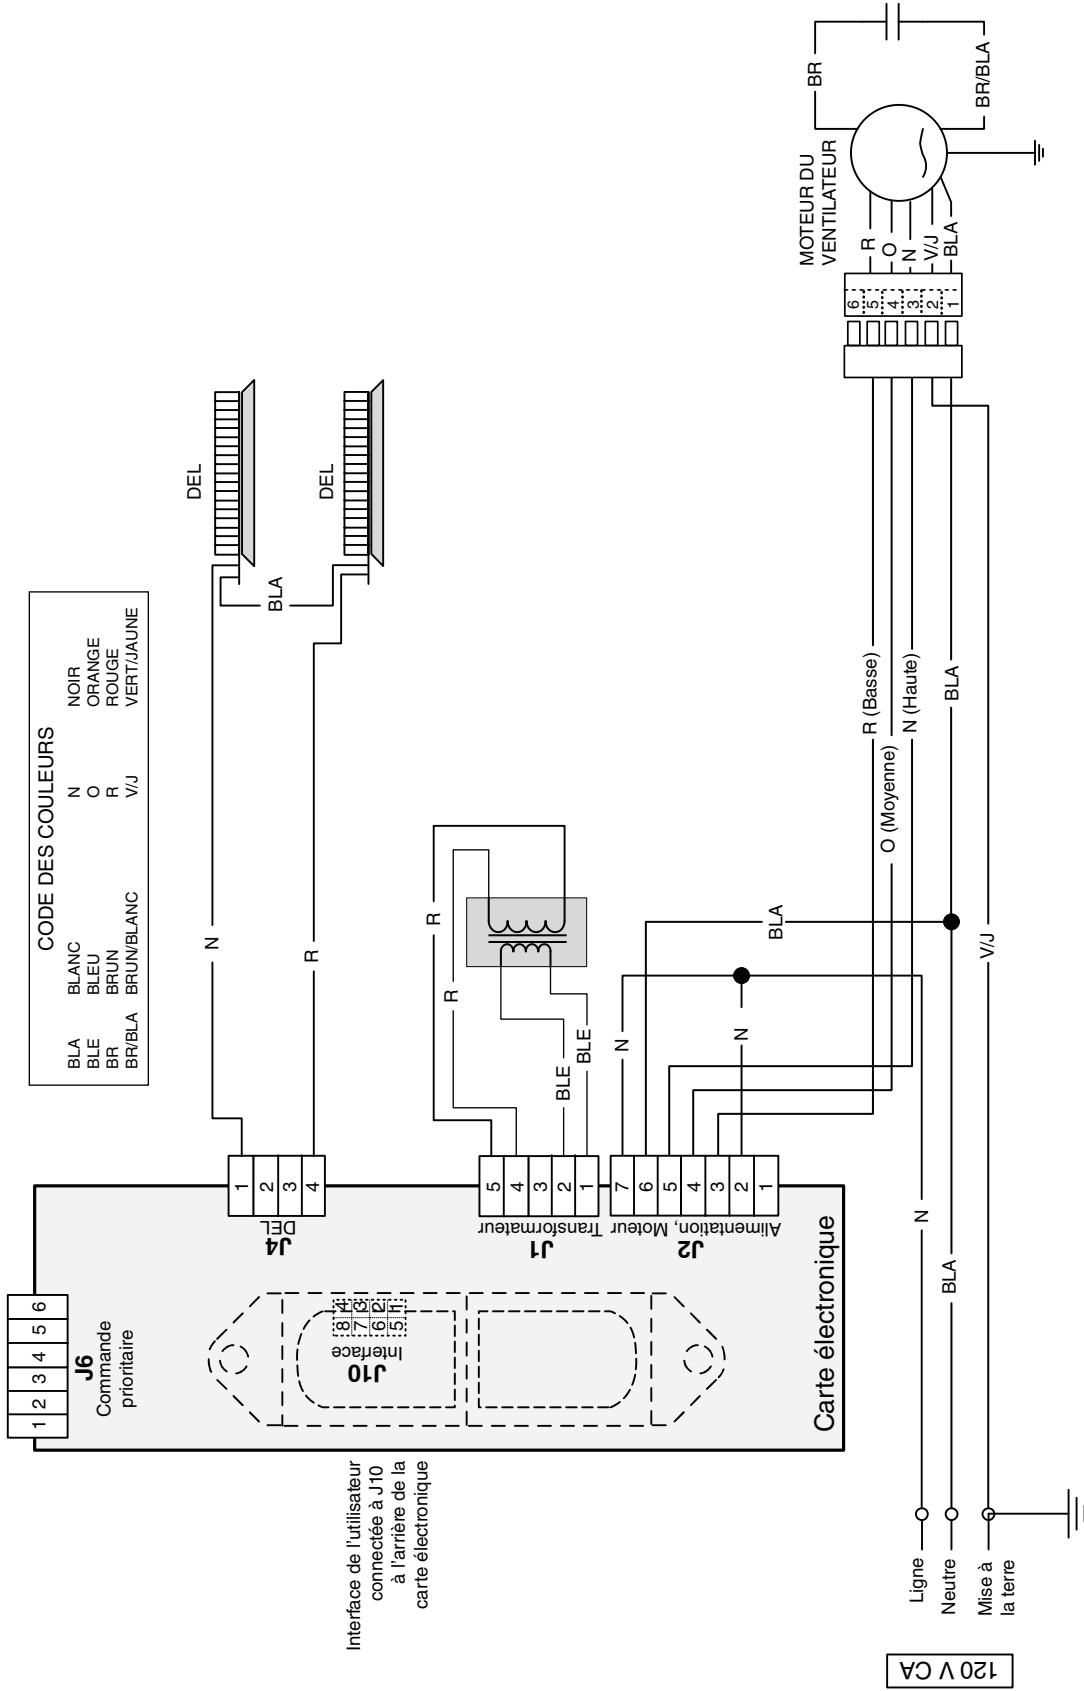 CODE DES COULEURS
BLA BLANC N NOIR
BLE BLEU O ORANGE
BR BRUN R ROUGE
BR/BLA BRUN/BLANC V/J VERT/JAUNE
1 2 3 4 5 6
J6
Commande
prioritaire
Interface de l'utilisateur
connectée à J10
à l'arrière de la
carte électronique
J10
Interface
8 4
7 3
6 2
5 1
Carte électronique
J4
DEL
1
2
3
4
N
R
DEL
BLA
DEL
J1
Transformateur
5
4
3
2
1
R
R
BLE
BLE
J2
Alimentation, Moteur
7
6
5
4
3
2
1
N
BLA
N
R (Basse)
O (Moyenne)
N (Haute)
BLA
V/J
N
BLA
6
5
4
3
2
1
R
O
N
V/J
BLA
MOTEUR DU
VENTILATEUR
BR
BR/BLA
Ligne
Neutre
Mise à
la terre
120 V CA